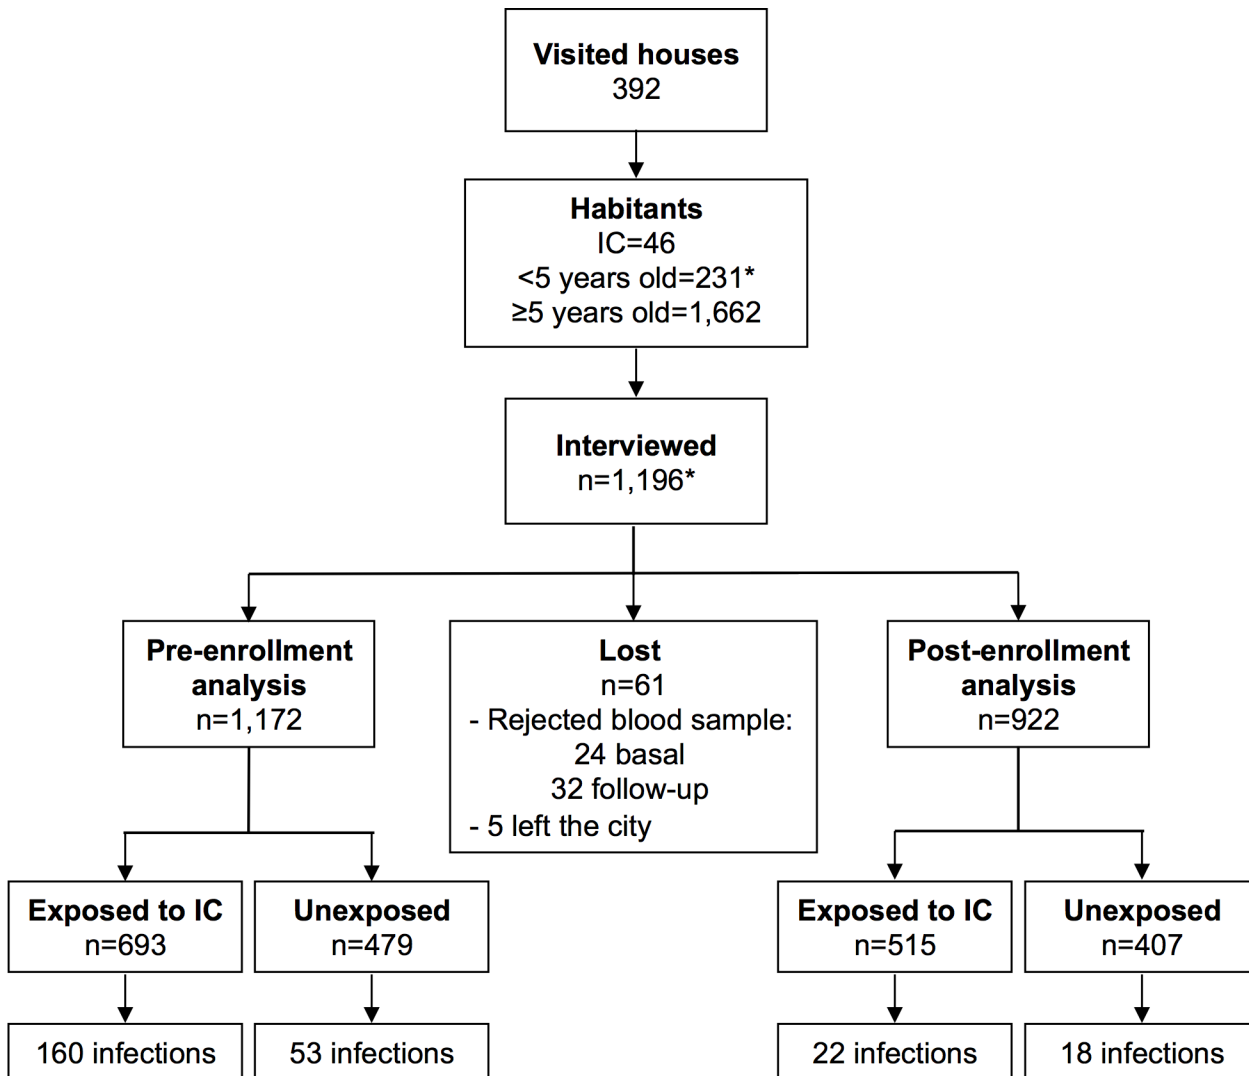 Visited houses
392
Habitants
IC=46
<5 years old=231*
≥5 years old=1,662
Interviewed
n=1,196*
Pre-enrollment
analysis
n=1,172
Lost
n=61
- Rejected blood sample:
24 basal
32 follow-up
- 5 left the city
Post-enrollment
analysis
n=922
Exposed to IC
n=693
Unexposed
n=479
Exposed to IC
n=515
Unexposed
n=407
160 infections
53 infections
22 infections
18 infections